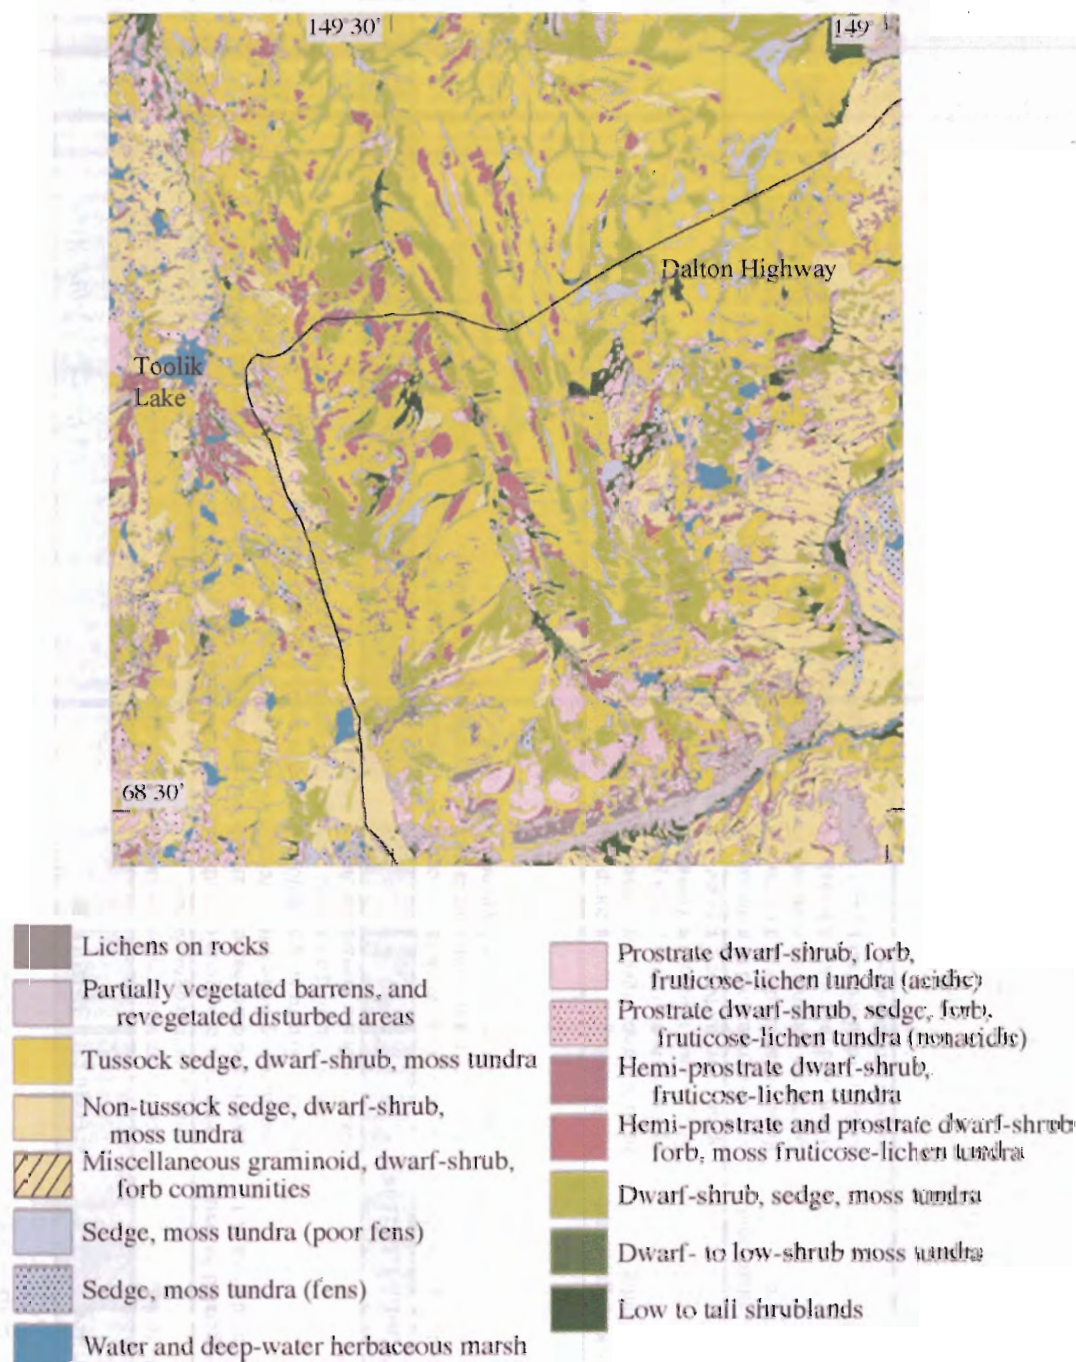 149°30'
149°
Dalton Highway
Toolik
Lake
68°30'
Lichens on rocks
Partially vegetated barrens, and
revegetated disturbed areas
Tussock sedge, dwarf-shrub, moss tundra
Non-tussock sedge, dwarf-shrub,
moss tundra
Miscellaneous graminoid, dwarf-shrub,
forb communities
Sedge, moss tundra (poor fens)
Sedge, moss tundra (fens)
Water and deep-water herbaceous marsh
Prostrate dwarf-shrub, forb,
fruticose-lichen tundra (acidic)
Prostrate dwarf-shrub, sedge, forb,
fruticose-lichen tundra (nonacidic)
Hemi-prostrate dwarf-shrub,
fruticose-lichen tundra
Hemi-prostrate and prostrate dwarf-shrub
forb, moss fruticose-lichen tundra
Dwarf-shrub, sedge, moss tundra
Dwarf- to low-shrub moss tundra
Low to tall shrublands